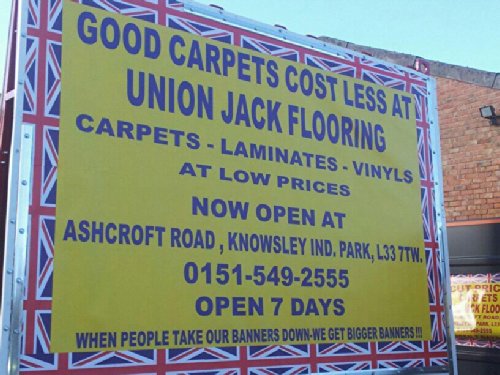 GOOD CARPETS COST LESS AT
UNION JACK FLOORING
CARPETS - LAMINATES - VINYLS
AT LOW PRICES
NOW OPEN AT
ASHCROFT ROAD , KNOWSLEY IND. PARK, L33 7TW.
0151-549-2555
OPEN 7 DAYS
WHEN PEOPLE TAKE OUR BANNERS DOWN-WE GET BIGGER BANNERS !!!
JACK FLOO